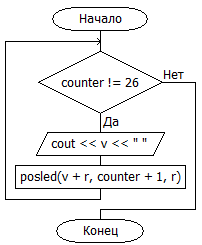 Начало
counter != 26
Нет
Да
cout << v << " "
posled(v + r, counter + 1, r)
Конец